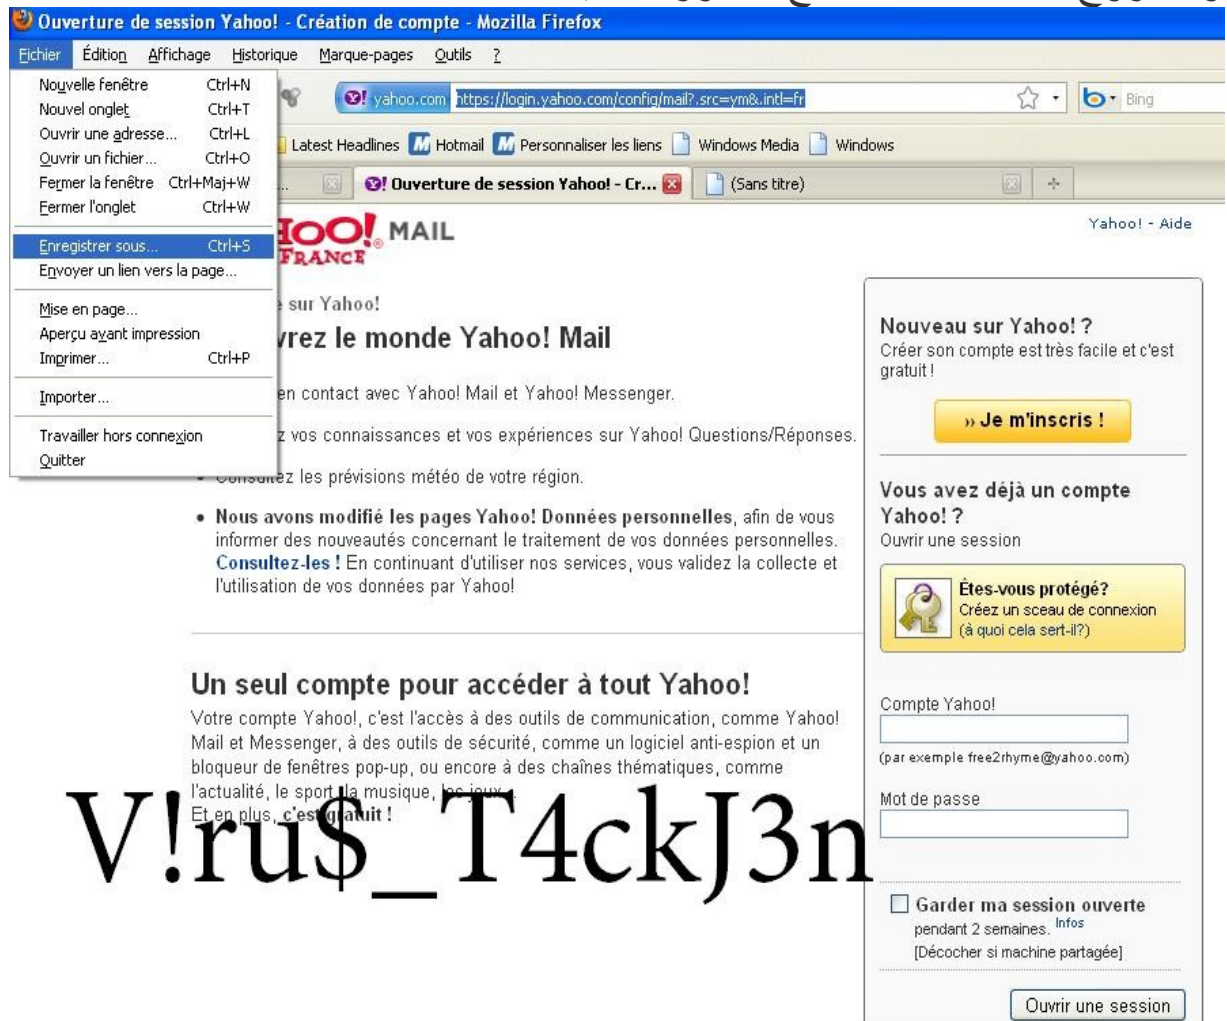 Ouverture de session Yahoo! - Création de compte - Mozilla Firefox
Fichier Édition Affichage Historique Marque-pages Outils ?
Nouvelle fenêtre Ctrl+N
Nouvel onglet Ctrl+T
Ouvrir une adresse... Ctrl+L
Ouvrir un fichier... Ctrl+O
Fermer la fenêtre Ctrl+Maj+W
Fermer l'onglet Ctrl+W
Enregistrer sous... Ctrl+S
Envoyer un lien vers la page...
Mise en page...
Aperçu avant impression
Imprimer... Ctrl+P
Importer...
Travailler hors connexion
Quitter
Y! yahoo.com https://login.yahoo.com/config/mail?.src=ym&.intl=fr
Bing
Latest Headlines Hotmail Personnaliser les liens Windows Media Windows
... Y! Ouverture de session Yahoo! - Cr... (Sans titre)
HOO! MAIL
FRANCE
Yahoo! - Aide
sur Yahoo!
vrez le monde Yahoo! Mail
en contact avec Yahoo! Mail et Yahoo! Messenger.
z vos connaissances et vos expériences sur Yahoo! Questions/Réponses.
• Consultez les prévisions météo de votre région.
• Nous avons modifié les pages Yahoo! Données personnelles, afin de vous
informer des nouveautés concernant le traitement de vos données personnelles.
Consultez-les ! En continuant d'utiliser nos services, vous validez la collecte et
l'utilisation de vos données par Yahoo!
Un seul compte pour accéder à tout Yahoo!
Votre compte Yahoo!, c'est l'accès à des outils de communication, comme Yahoo!
Mail et Messenger, à des outils de sécurité, comme un logiciel anti-espion et un
bloqueur de fenêtres pop-up, ou encore à des chaînes thématiques, comme
l'actualité, le sport, la musique, les jeux...
Et en plus, c'est gratuit !
V!ru$_T4ckJ3n
Nouveau sur Yahoo! ?
Créer son compte est très facile et c'est
gratuit !
» Je m'inscris !
Vous avez déjà un compte
Yahoo! ?
Ouvrir une session
Êtes-vous protégé?
Créez un sceau de connexion
(à quoi cela sert-il?)
Compte Yahoo!
(par exemple free2rhyme@yahoo.com)
Mot de passe
Garder ma session ouverte
pendant 2 semaines. Infos
[Décocher si machine partagée]
Ouvrir une session